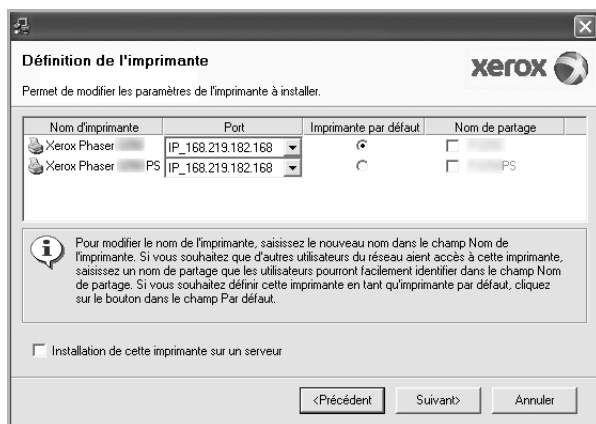 Définition de l'imprimante
xerox
Permet de modifier les paramètres de l'imprimante à installer.
Nom d'imprimante Port Imprimante par défaut Nom de partage
Xerox Phaser IP_168.219.182.168
Xerox Phaser PS IP_168.219.182.168 PS
Pour modifier le nom de l'imprimante, saisissez le nouveau nom dans le champ Nom de
l'imprimante. Si vous souhaitez que d'autres utilisateurs du réseau aient accès à cette imprimante,
saisissez un nom de partage que les utilisateurs pourront facilement identifier dans le champ Nom
de partage. Si vous souhaitez définir cette imprimante en tant qu'imprimante par défaut, cliquez
sur le bouton dans le champ Par défaut.
Installation de cette imprimante sur un serveur
<Précédent Suivant> Annuler